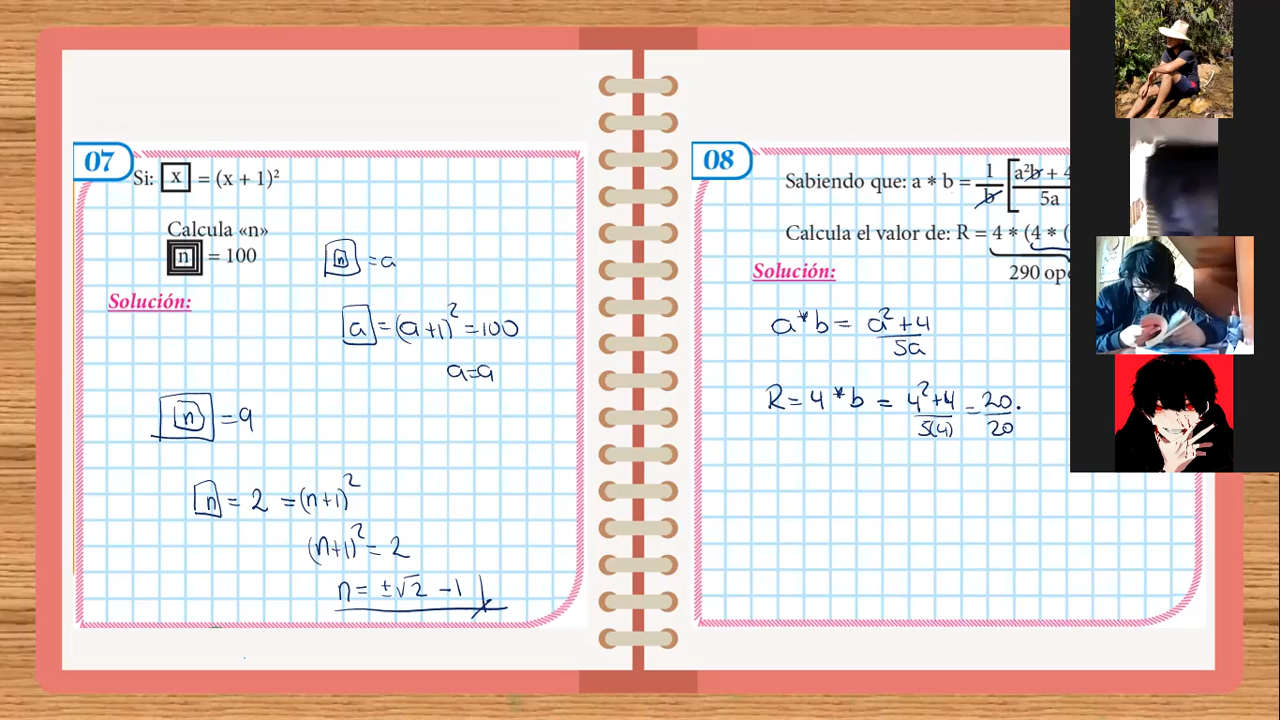 07
Si: x = (x + 1)²
Calcula «n»
n = 100
Solución:
n = a
a = (a+1)² = 100
a=9
n = 9
n = 2 = (n+1)²
(n+1)² = 2
n = ±√2 -1
08
Sabiendo que: a * b = 1/b [a²b + 4 / 5a
Calcula el valor de: R = 4 * (4 * (
290
Solución:
a*b = a²+4 / 5a
R = 4 * b = 4²+4 / 5(4) = 20 / 20